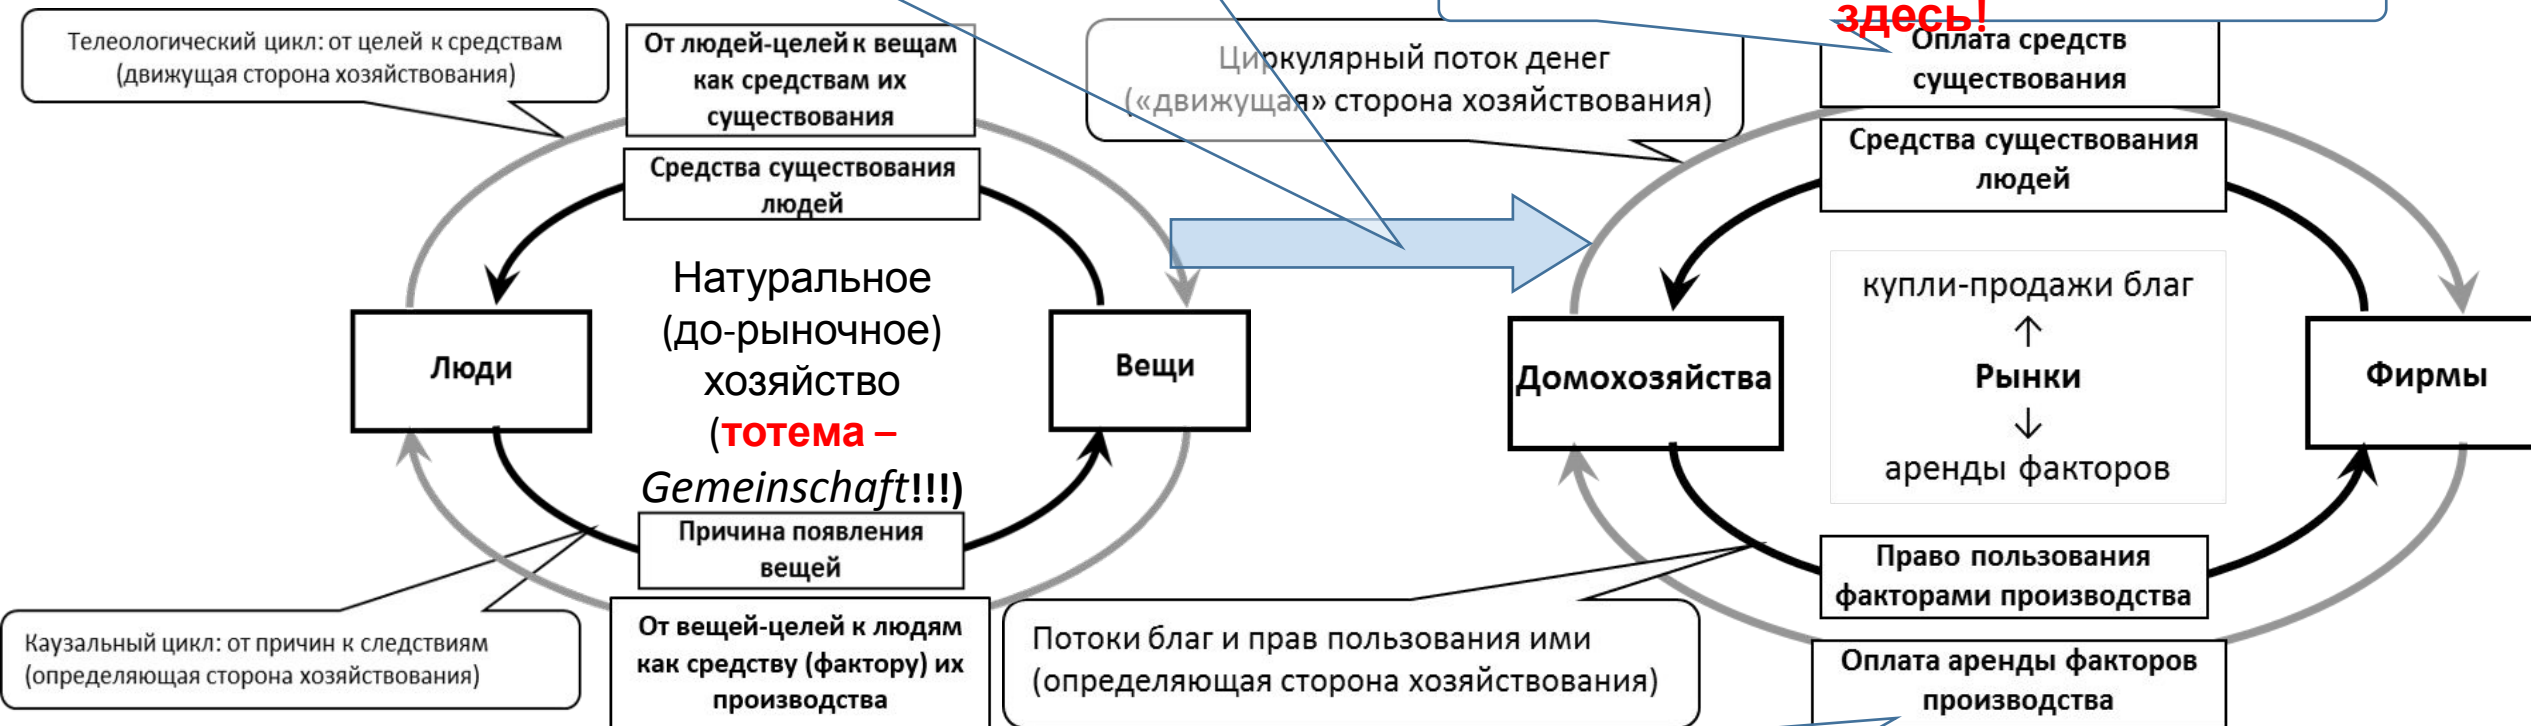 здесь!
Телеологический цикл: от целей к средствам
(движущая сторона хозяйствования)
От людей-целей к вещам
как средствам их
существования
Средства существования
людей
Люди
Натуральное
(до-рыночное)
хозяйство
(тотема –
Gemeinschaft!!!)
Вещи
Причина появления
вещей
От вещей-целей к людям
как средству (фактору) их
производства
Каузальный цикл: от причин к следствиям
(определяющая сторона хозяйствования)
Циркулярный поток денег
(«движущая» сторона хозяйствования)
Оплата средств
существования
Средства существования
людей
Домохозяйства
купли-продажи благ
↑
Рынки
↓
аренды факторов
Фирмы
Право пользования
факторами производства
Оплата аренды факторов
производства
Потоки благ и прав пользования ими
(определяющая сторона хозяйствования)